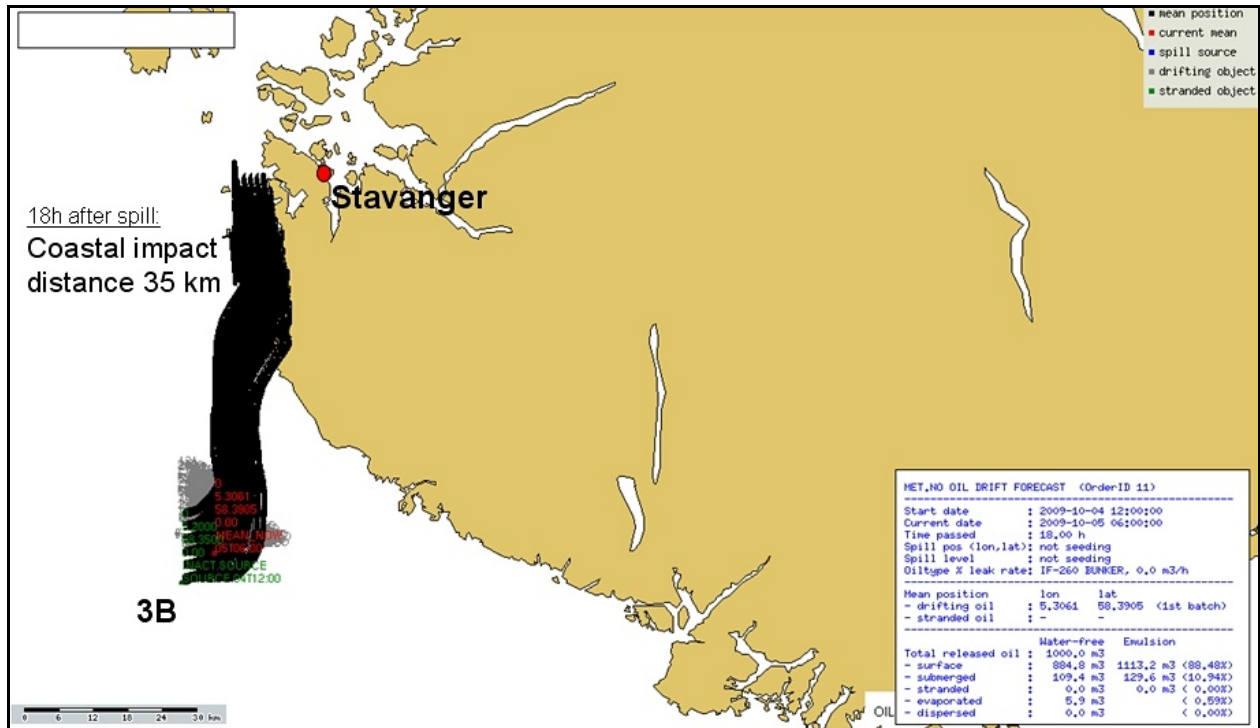 mean position
current mean
spill source
drifting object
stranded object
Stavanger
18h after spill:
Coastal impact
distance 35 km
0
5.3061
58.3905
0.00
MEAN_NOW
3B
0 6 12 18 24 30 km
OIL
MET.NO OIL DRIFT FORECAST (OrderID 11)
Start date : 2009-10-04 12:00:00
Current date : 2009-10-05 06:00:00
Time passed : 18.00 h
Spill pos (lon,lat): not seeding
Spill level : not seeding
Oiltype % leak rate: IF-260 BUNKER, 0.0 m3/h
Mean position lon lat
- drifting oil : 5.3061 58.3905 (1st batch)
- stranded oil : - -
Water-free Emulsion
Total released oil : 1000.0 m3
- surface : 884.8 m3 1113.2 m3 (88.48%)
- submerged : 109.4 m3 129.6 m3 (10.94%)
- stranded : 0.0 m3 0.0 m3 ( 0.00%)
- evaporated : 5.9 m3 ( 0.59%)
- dispersed : 0.0 m3 ( 0.00%)